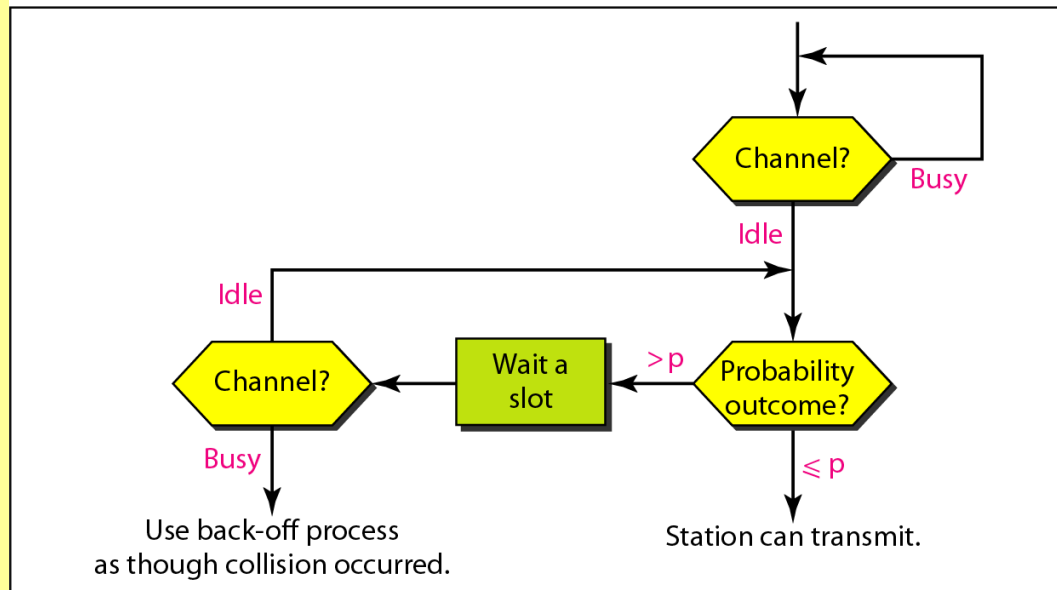 Channel?
Busy
Idle
Idle
Channel?
Wait a
slot
> p
Probability
outcome?
Busy
⩽ p
Use back-off process
as though collision occurred.
Station can transmit.